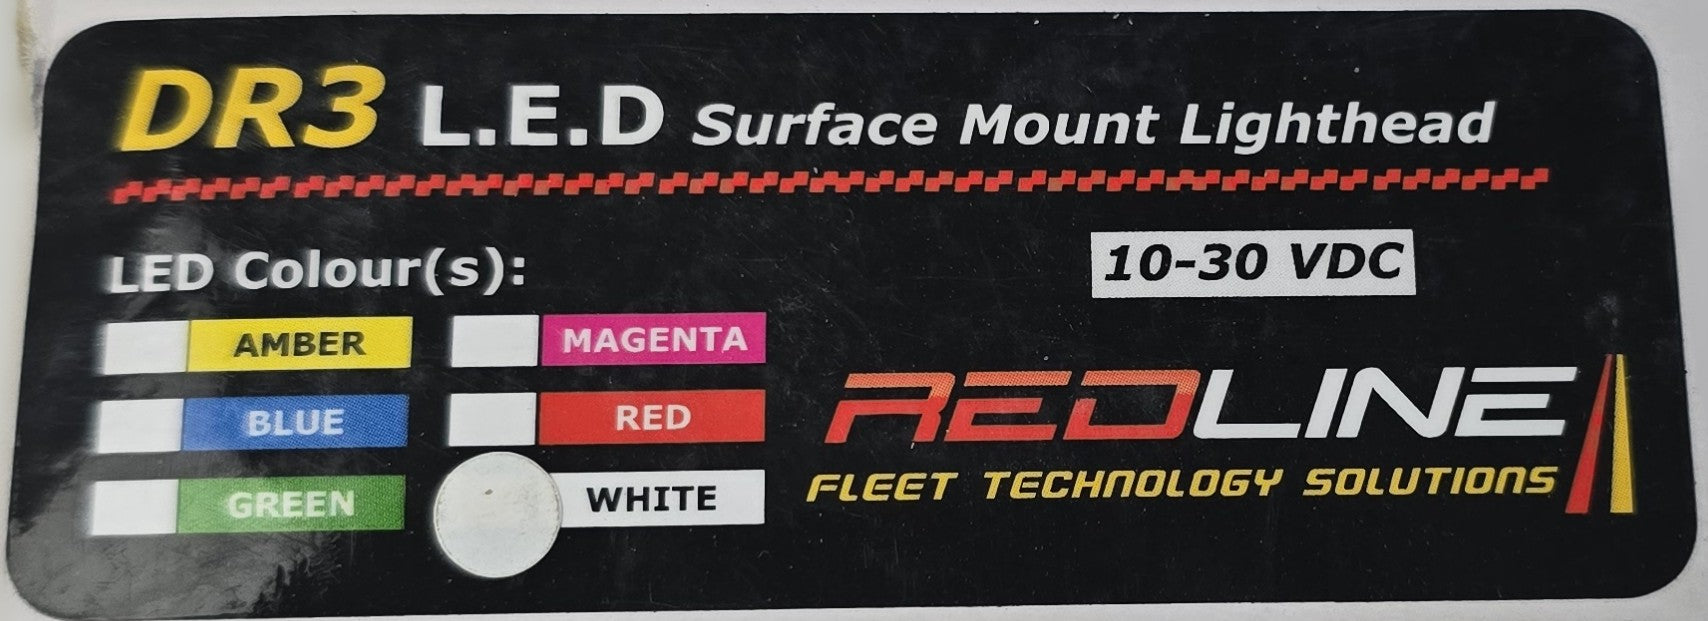 DR3 L.E.D Surface Mount Lighthead
LED Colour(s):
10-30 VDC
AMBER MAGENTA
BLUE RED
GREEN WHITE
REDLINE
FLEET TECHNOLOGY SOLUTIONS